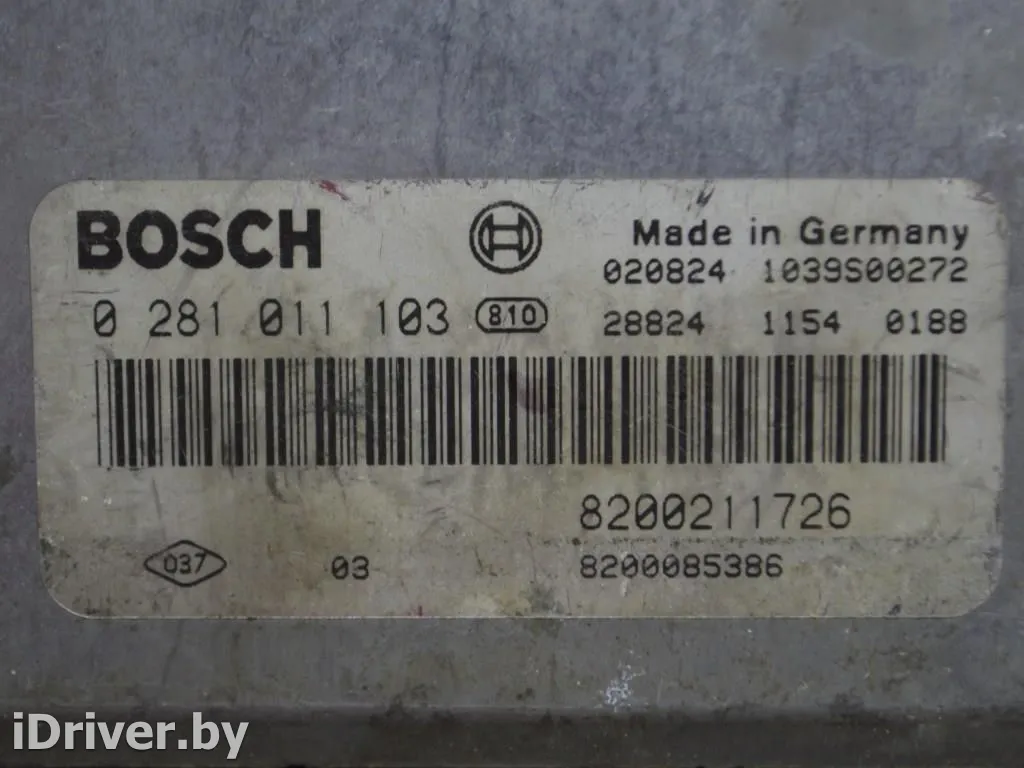 BOSCH
Made in Germany
020824 1039S00272
0 281 011 103 810
28824 1154 0188
8200211726
037 03 8200085386
iDriver.by